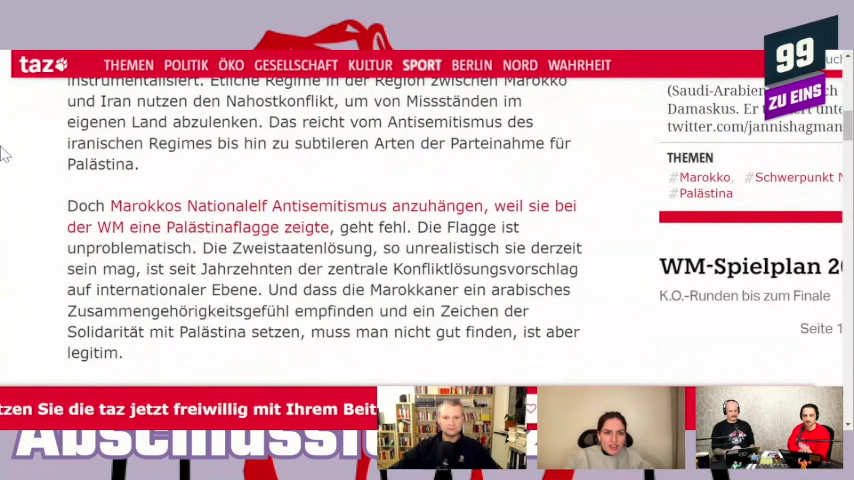 taz
THEMEN POLITIK ÖKO GESELLSCHAFT KULTUR SPORT BERLIN NORD WAHRHEIT
99
ZU EINS
instrumentalisiert. Etliche Regime in der Region zwischen Marokko
und Iran nutzen den Nahostkonflikt, um von Missständen im
eigenen Land abzulenken. Das reicht vom Antisemitismus des
iranischen Regimes bis hin zu subtileren Arten der Parteinahme für
Palästina.
Doch Marokkos Nationalelf Antisemitismus anzuhängen, weil sie bei
der WM eine Palästinaflagge zeigte, geht fehl. Die Flagge ist
unproblematisch. Die Zweistaatenlösung, so unrealistisch sie derzeit
sein mag, ist seit Jahrzehnten der zentrale Konfliktlösungsvorschlag
auf internationaler Ebene. Und dass die Marokkaner ein arabisches
Zusammengehörigkeitsgefühl empfinden und ein Zeichen der
Solidarität mit Palästina setzen, muss man nicht gut finden, ist aber
legitim.
(Saudi-Arabien
Damaskus. Er
twitter.com/jannishagman
THEMEN
#Marokko, #Schwerpunkt
#Palästina
WM-Spielplan
K.O.-Runden bis zum Finale
Seite 1
tzen Sie die taz jetzt freiwillig mit Ihrem Beit